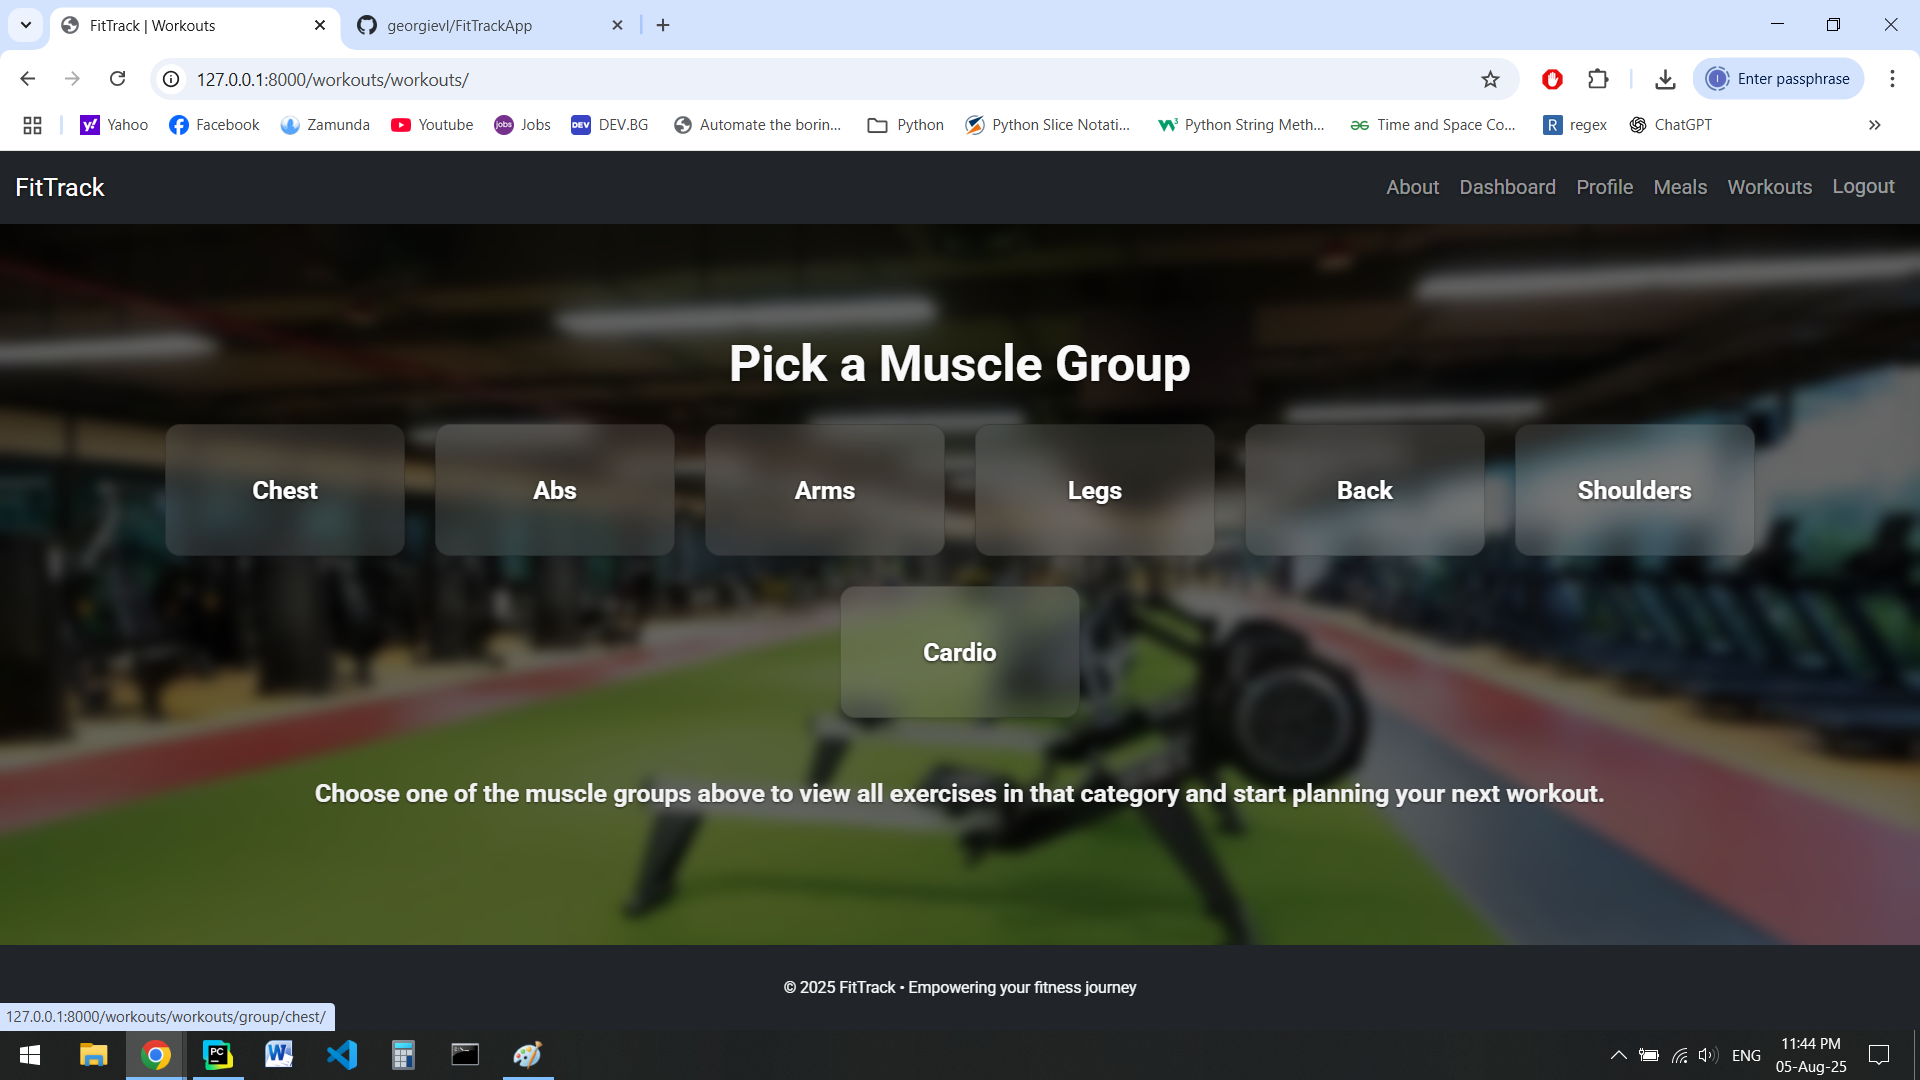 FitTrack | Workouts
georgievl/FitTrackApp
127.0.0.1:8000/workouts/workouts/
Enter passphrase
Yahoo Facebook Zamunda Youtube Jobs DEV.BG Automate the borin... Python Python Slice Notati... Python String Meth... Time and Space Co... regex ChatGPT
FitTrack About Dashboard Profile Meals Workouts Logout
Pick a Muscle Group
Chest Abs Arms Legs Back Shoulders
Cardio
Choose one of the muscle groups above to view all exercises in that category and start planning your next workout.
© 2025 FitTrack • Empowering your fitness journey
127.0.0.1:8000/workouts/workouts/group/chest/
ENG
11:44 PM
05-Aug-25